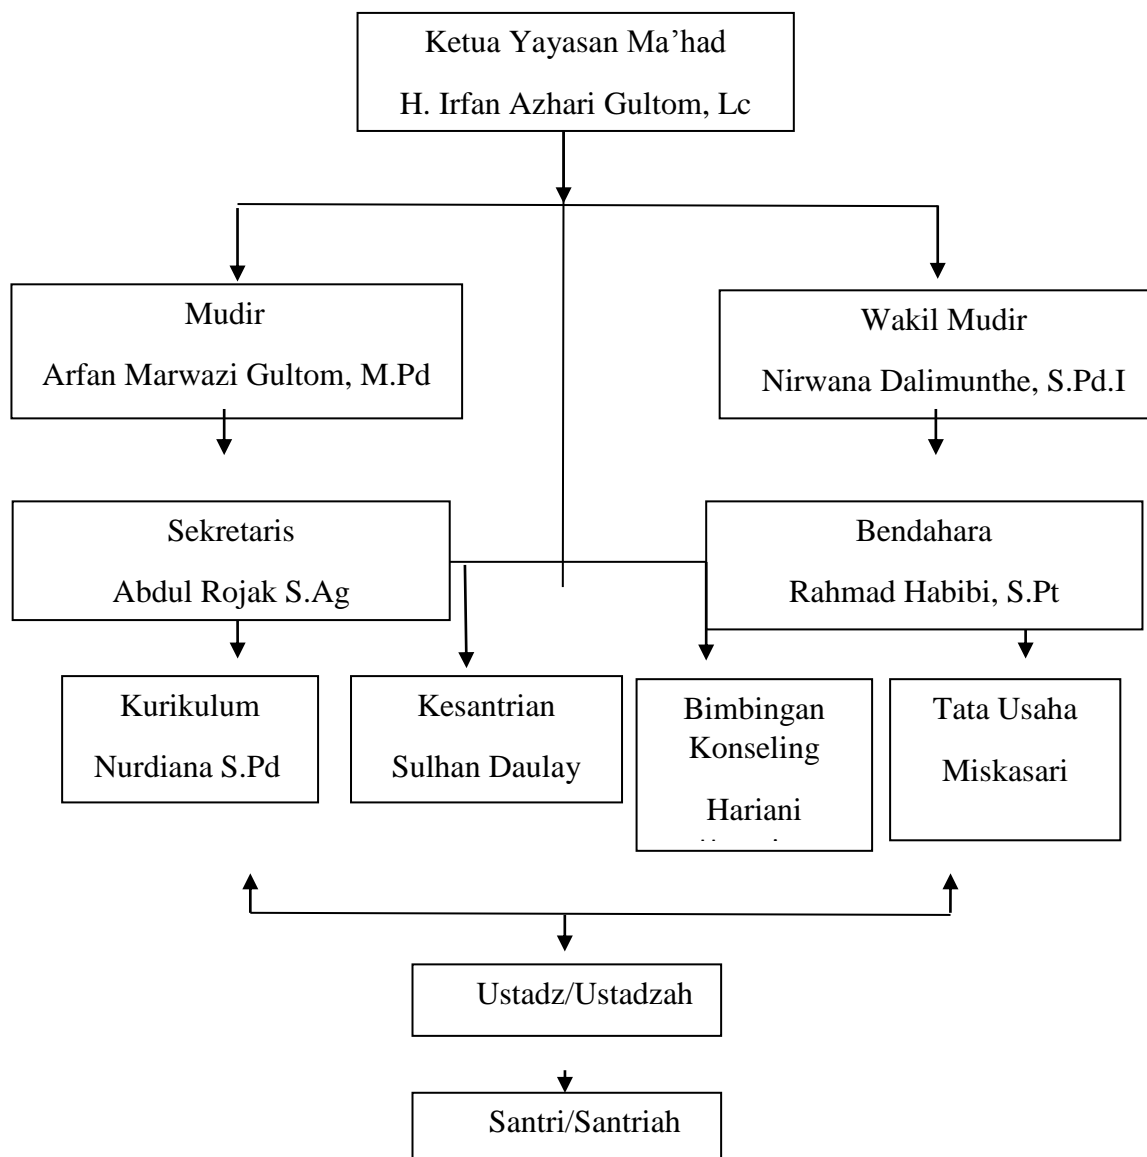 Ketua Yayasan Ma’had
H. Irfan Azhari Gultom, Lc
Mudir
Arfan Marwazi Gultom, M.Pd
Wakil Mudir
Nirwana Dalimunthe, S.Pd.I
Sekretaris
Abdul Rojak S.Ag
Bendahara
Rahmad Habibi, S.Pt
Kurikulum
Nurdiana S.Pd
Kesantrian
Sulhan Daulay
Bimbingan
Konseling
Hariani
Tata Usaha
Miskasari
Ustadz/Ustadzah
Santri/Santriah